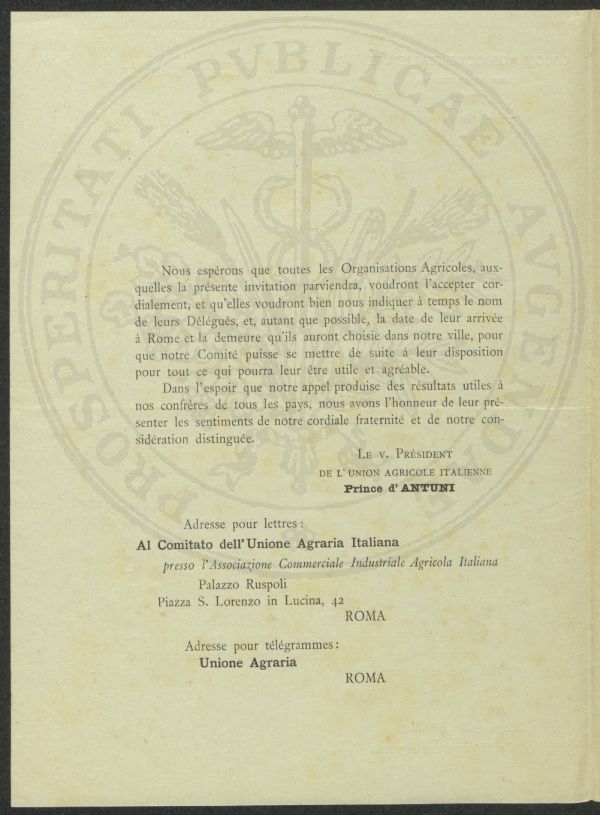 PROSPERITATI PVBLICAE AVGENDAE
Nous espérons que toutes les Organisations Agricoles, aux-
quelles la présente invitation parviendra, voudront l'accepter cor-
dialement, et qu'elles voudront bien nous indiquer à temps le nom
de leurs Délégués, et, autant que possible, la date de leur arrivée
à Rome et la demeure qu'ils auront choisie dans notre ville, pour
que notre Comité puisse se mettre de suite à leur disposition
pour tout ce qui pourra leur être utile et agréable.
Dans l'espoir que notre appel produise des résultats utiles à
nos confrères de tous les pays, nous avons l'honneur de leur pré-
senter les sentiments de notre cordiale fraternité et de notre con-
sidération distinguée.
LE V. PRÉSIDENT
DE L'UNION AGRICOLE ITALIENNE
Prince d'ANTUNI
Adresse pour lettres:
Al Comitato dell'Unione Agraria Italiana
presso l'Associazione Commerciale Industriale Agricola Italiana
Palazzo Ruspoli
Piazza S. Lorenzo in Lucina, 42
ROMA
Adresse pour télégrammes:
Unione Agraria
ROMA